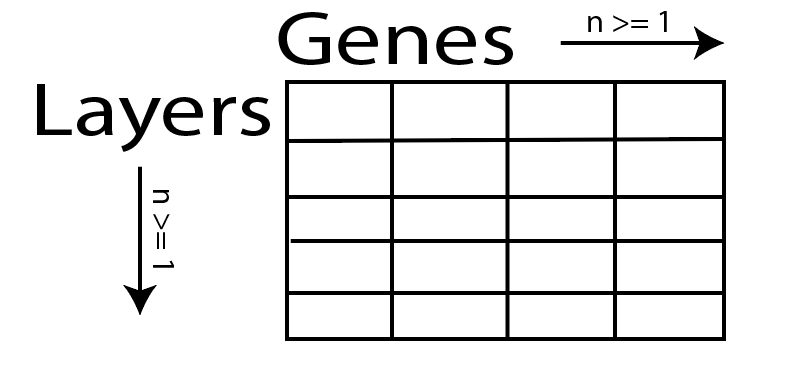 Genes
n >= 1
Layers
n >= 1